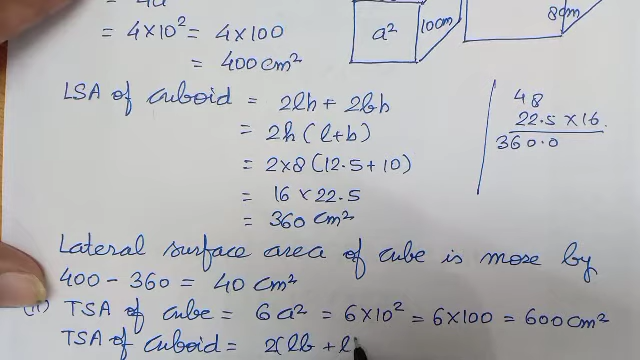 = 4a
= 4×10² = 4×100
= 400 cm²
a²
10cm
8cm
LSA of cuboid = 2lh + 2bh
= 2h (l+b)
= 2×8 (12.5+10)
= 16 × 22.5
= 360 cm²
48
22.5 × 16
360.0
Lateral surface area of cube is more by
400 - 360 = 40 cm²
(ii) TSA of cube = 6a² = 6×10² = 6×100 = 600 cm²
TSA of cuboid = 2(lb + l